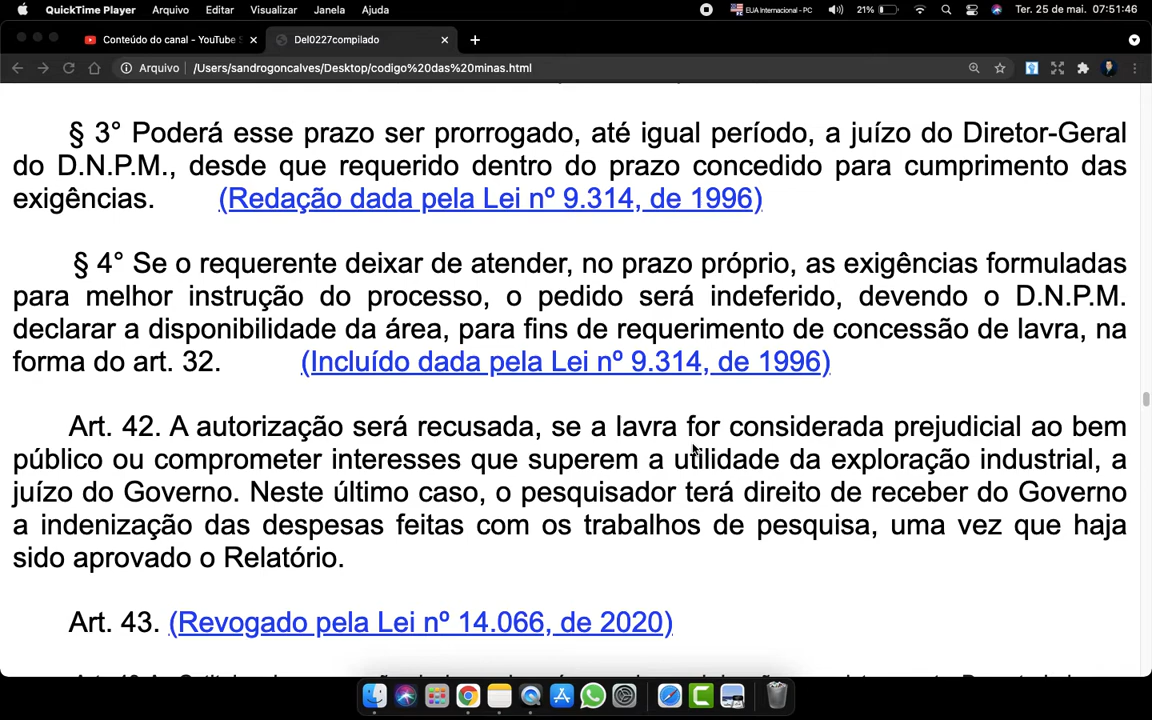 QuickTime Player Arquivo Editar Visualizar Janela Ajuda EUA Internacional - PC 21% Ter. 25 de mai. 07:51:46
Conteúdo do canal - YouTube × Del0227compilado × +
Arquivo /Users/sandrogoncalves/Desktop/codigo%20das%20minas.html
§ 3° Poderá esse prazo ser prorrogado, até igual período, a juízo do Diretor-Geral
do D.N.P.M., desde que requerido dentro do prazo concedido para cumprimento das
exigências. (Redação dada pela Lei nº 9.314, de 1996)
§ 4° Se o requerente deixar de atender, no prazo próprio, as exigências formuladas
para melhor instrução do processo, o pedido será indeferido, devendo o D.N.P.M.
declarar a disponibilidade da área, para fins de requerimento de concessão de lavra, na
forma do art. 32. (Incluído dada pela Lei nº 9.314, de 1996)
Art. 42. A autorização será recusada, se a lavra for considerada prejudicial ao bem
público ou comprometer interesses que superem a utilidade da exploração industrial, a
juízo do Governo. Neste último caso, o pesquisador terá direito de receber do Governo
a indenização das despesas feitas com os trabalhos de pesquisa, uma vez que haja
sido aprovado o Relatório.
Art. 43. (Revogado pela Lei nº 14.066, de 2020)